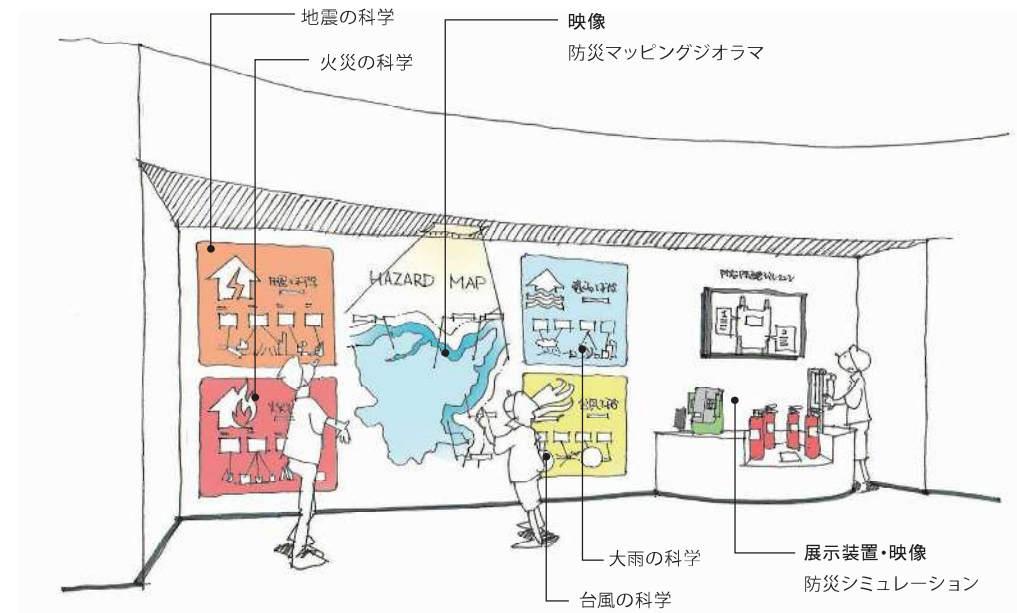 地震の科学
火災の科学
映像
防災マッピングジオラマ
HAZARD MAP
大雨の科学
台風の科学
展示装置・映像
防災シミュレーション